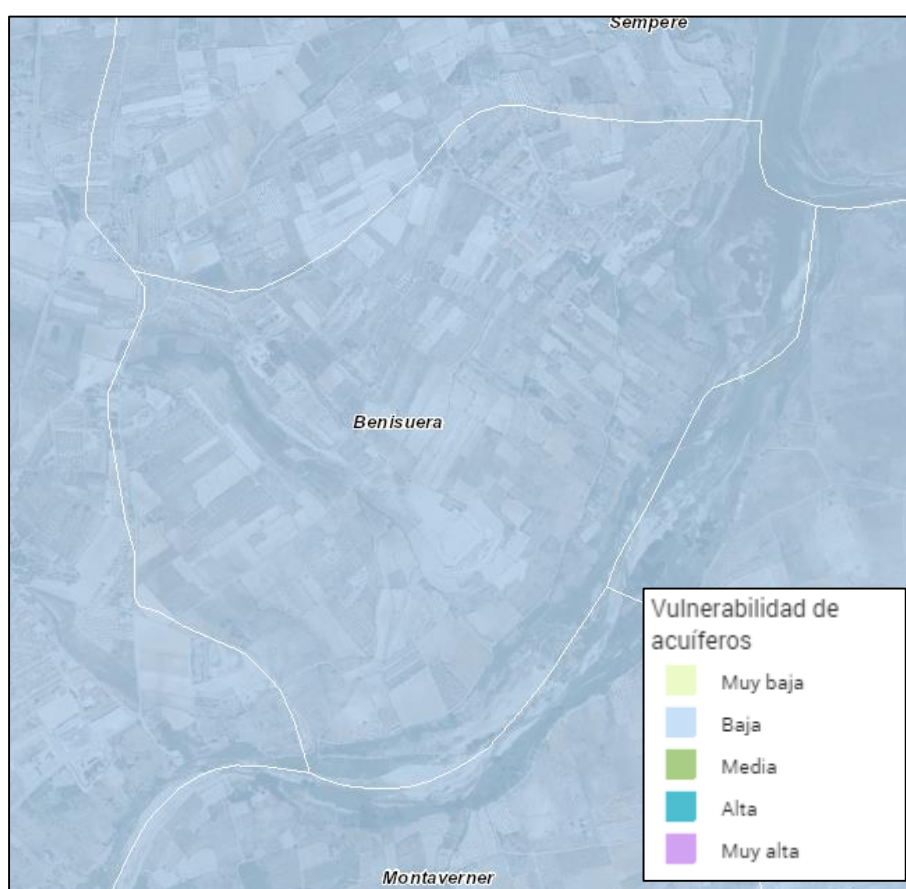 Sempere
Benisuera
Vulnerabilidad de
acuíferos
Muy baja
Baja
Media
Alta
Muy alta
Montaverner